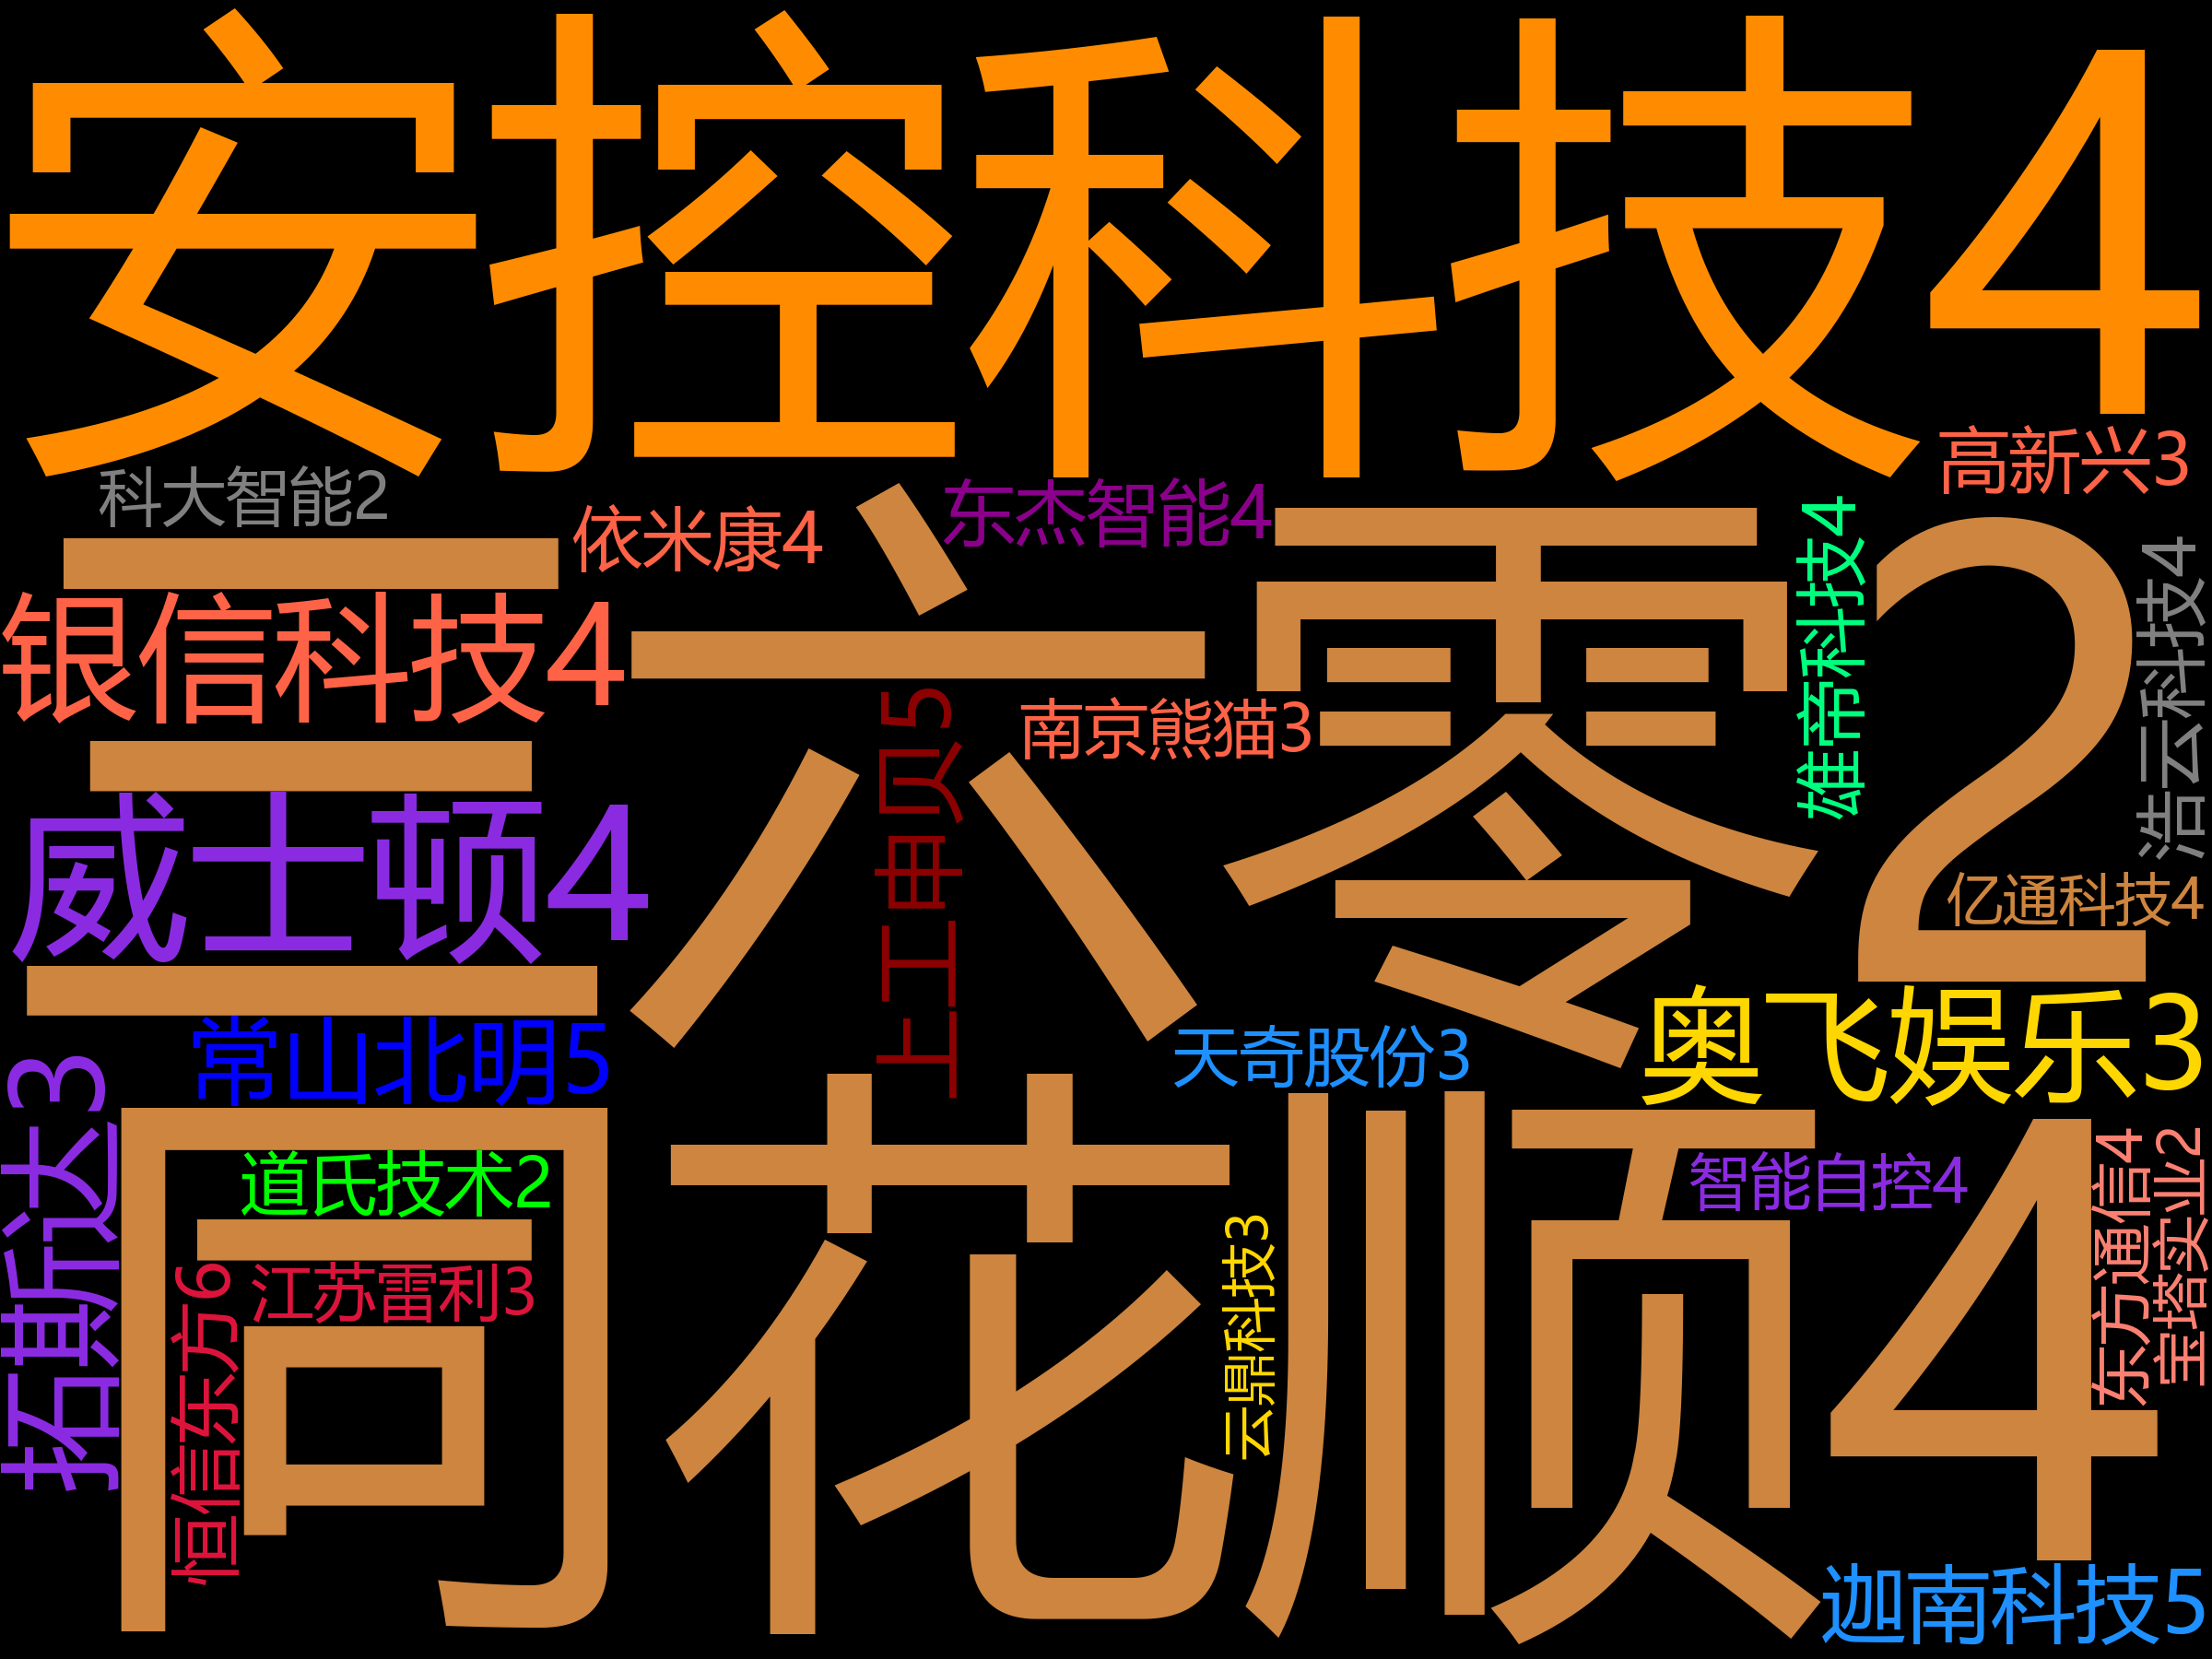 安控科技4
科大智能2
依米康4
东杰智能4
高新兴3
三六零2
银信科技4
南京熊猫3
雄帝科技4
浩云科技4
威士顿4
上工申贝5
亿通科技4
奥飞娱乐3
常山北明5
天奇股份3
拓斯达3
同花顺4
道氏技术2
智能自控4
恒信东方6
江苏雷利3
云鼎科技3
东方通信4
宝馨实业2
迦南科技5